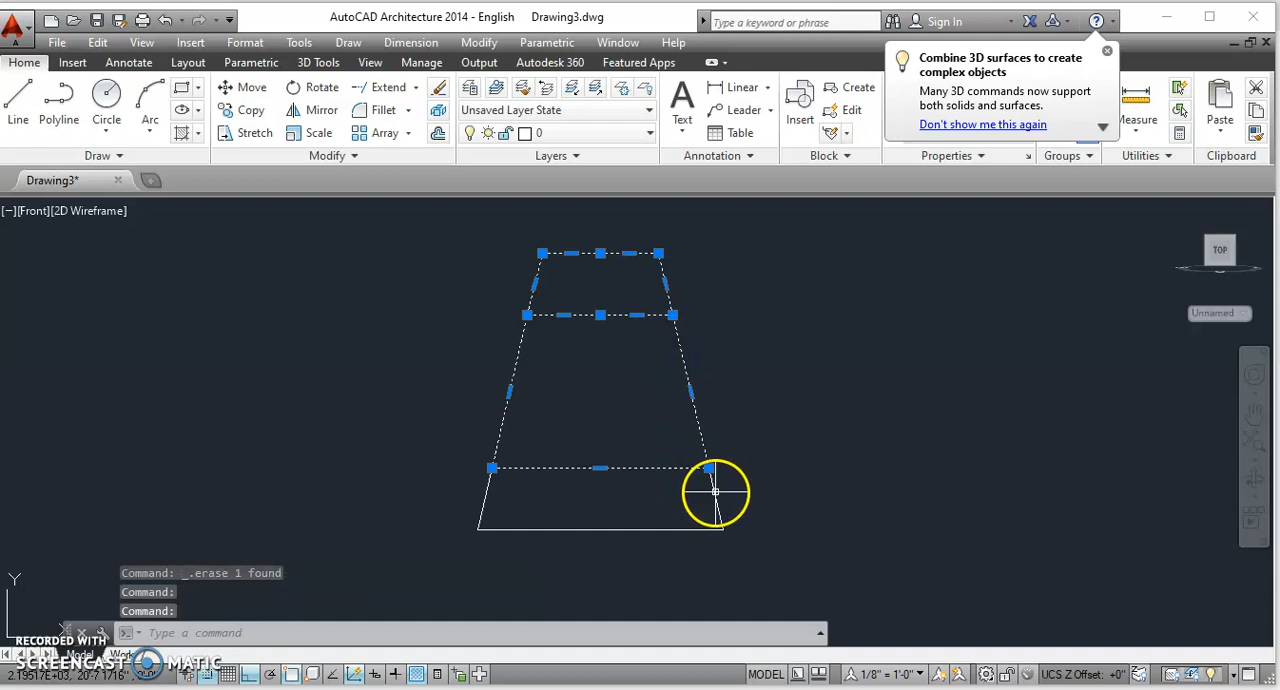 AutoCAD Architecture 2014 - English Drawing3.dwg Type a keyword or phrase Sign In
File Edit View Insert Format Tools Draw Dimension Modify Parametric Window Help
Home Insert Annotate Layout Parametric 3D Tools View Manage Output Autodesk 360 Featured Apps
Line Polyline Circle Arc
Move Rotate Extend
Copy Mirror Fillet
Stretch Scale Array
Unsaved Layer State
0
Text
Linear
Leader
Table
Insert
Create
Edit
Measure
Paste
Draw Modify Layers Annotation Block Properties Groups Utilities Clipboard
Combine 3D surfaces to create
complex objects
Many 3D commands now support
both solids and surfaces.
Don't show me this again
Drawing3*
[−][Front][2D Wireframe]
TOP
Unnamed
Y
Command: _.erase 1 found
Command:
Command:
Type a command
RECORDED WITH
SCREENCAST MATIC
Model
MODEL 1/8" = 1'-0" UCS Z Offset: +0"